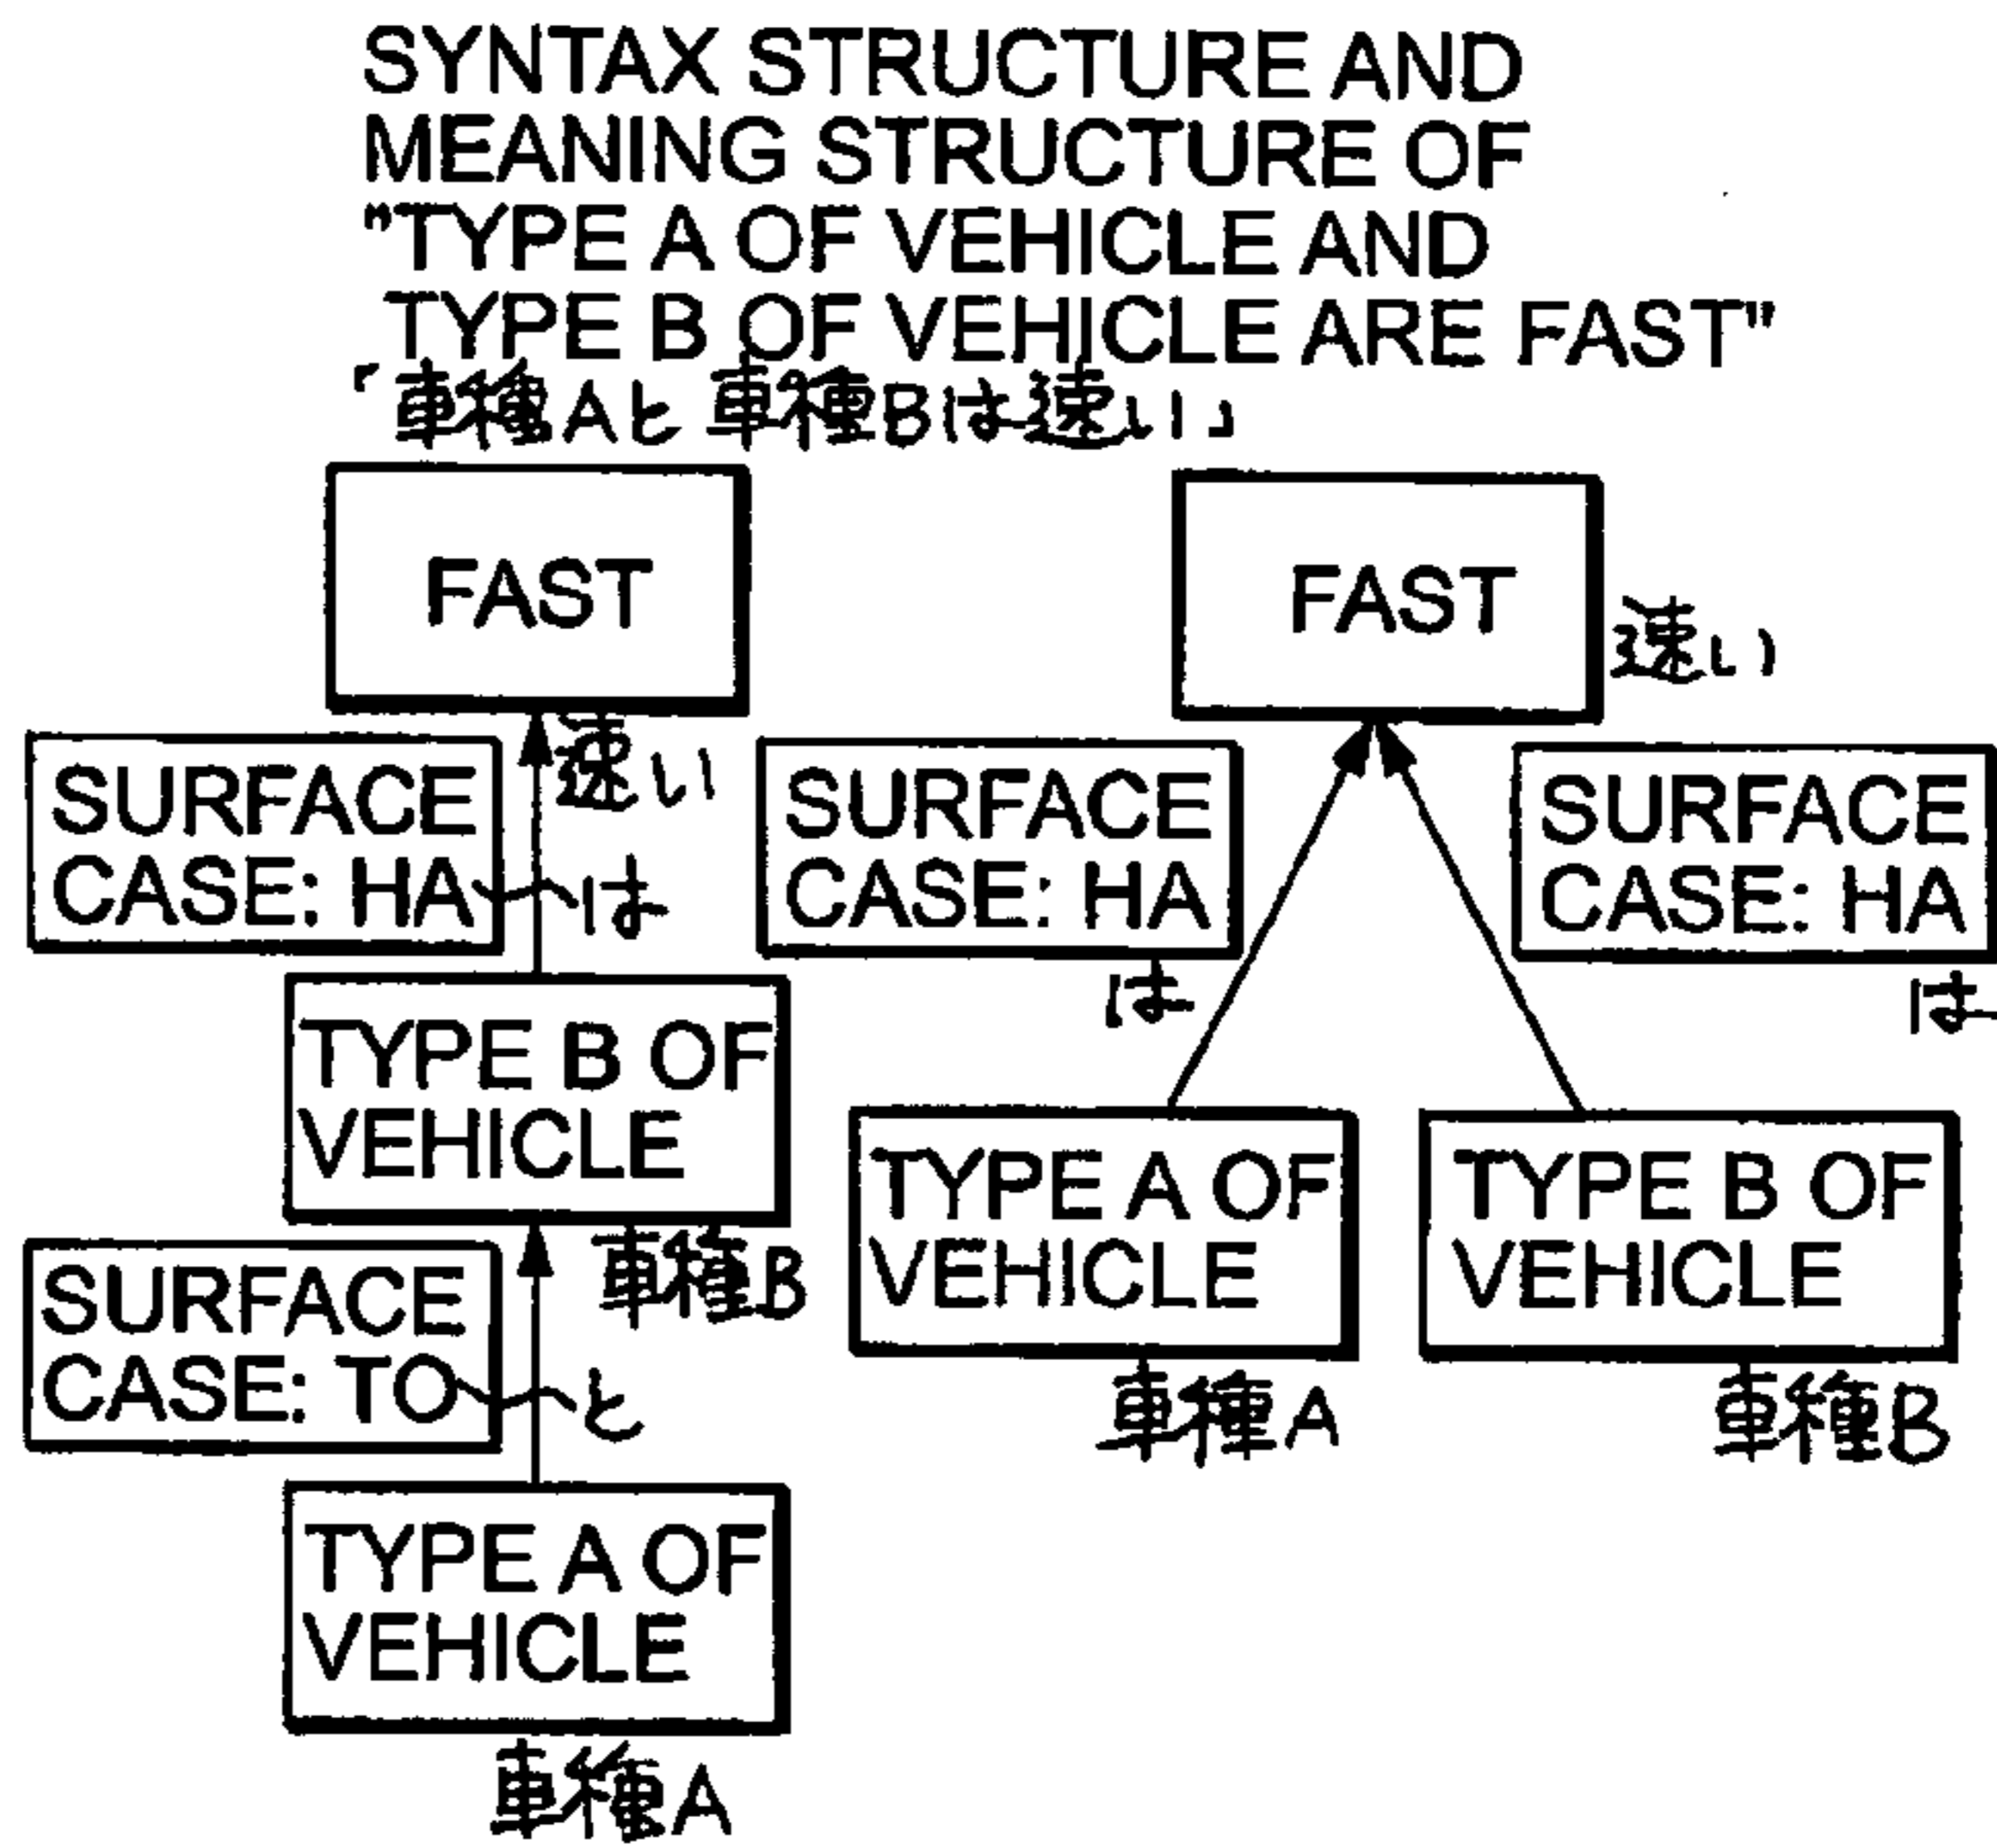 SYNTAX STRUCTURE AND
MEANING STRUCTURE OF
"TYPE A OF VEHICLE AND
TYPE B OF VEHICLE ARE FAST"
「車種Aと車種Bは速い」
FAST
速い
SURFACE
CASE: HA
は
TYPE B OF
VEHICLE
車種B
SURFACE
CASE: TO
と
TYPE A OF
VEHICLE
車種A
FAST
速い
SURFACE
CASE: HA
は
SURFACE
CASE: HA
は
TYPE A OF
VEHICLE
車種A
TYPE B OF
VEHICLE
車種B